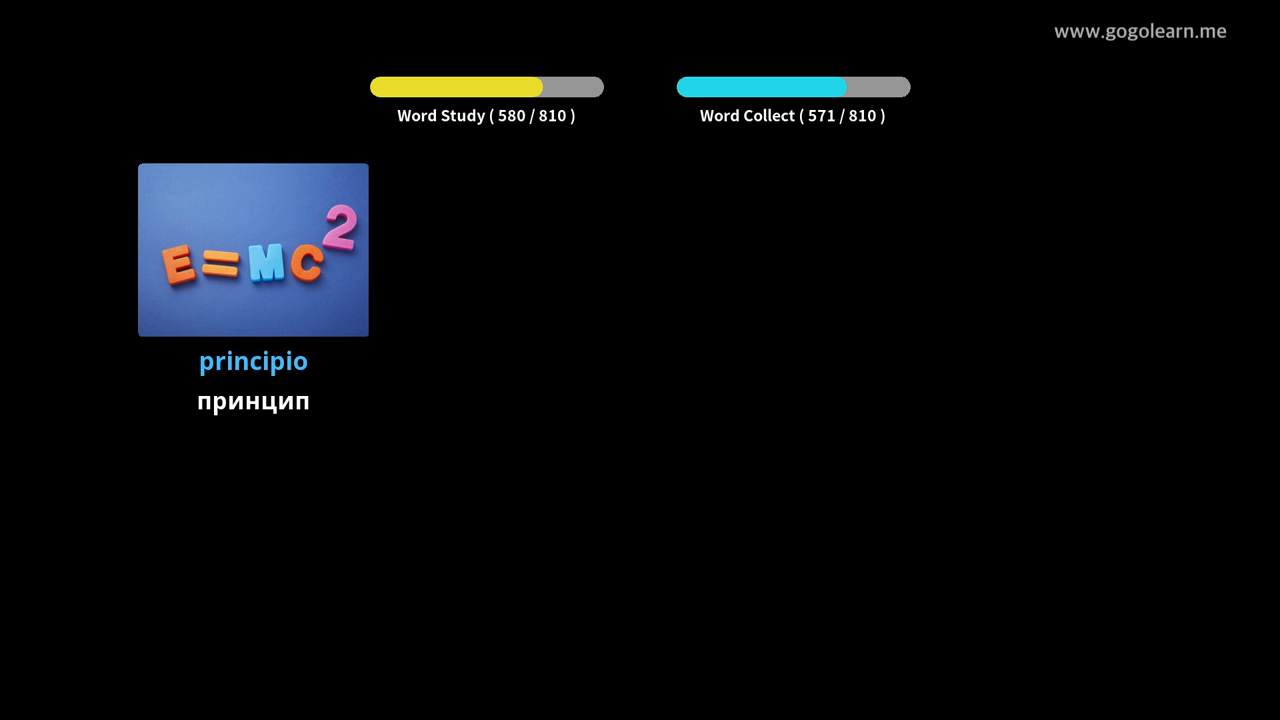 www.gogolearn.me
Word Study ( 580 / 810 )
Word Collect ( 571 / 810 )
E=MC2
principio
принцип